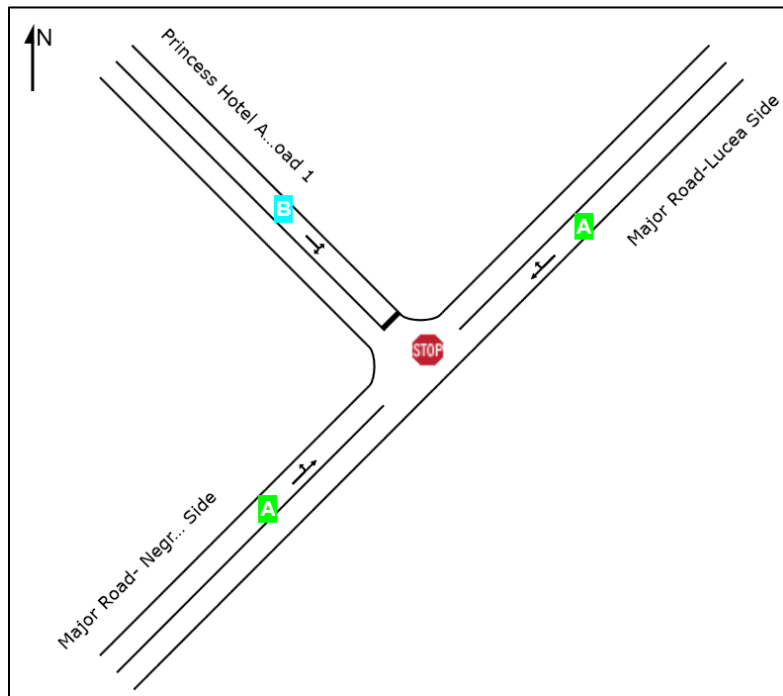 N
Princess Hotel A...oad 1
B
A
Major Road-Lucea Side
STOP
A
Major Road- Negr... Side